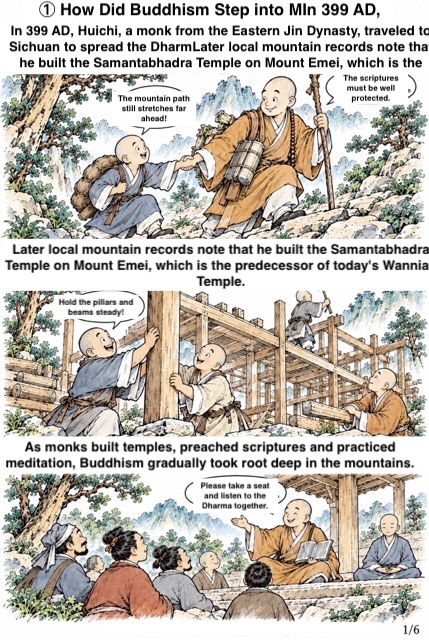 ① How Did Buddhism Step into MIn 399 AD,
In 399 AD, Huichi, a monk from the Eastern Jin Dynasty, traveled to
Sichuan to spread the DharmLater local mountain records note that
he built the Samantabhadra Temple on Mount Emei, which is the
The mountain path
still stretches far
ahead!
The scriptures
must be well
protected.
Later local mountain records note that he built the Samantabhadra
Temple on Mount Emei, which is the predecessor of today's Wannia
Temple.
Hold the pillars and
beams steady!
As monks built temples, preached scriptures and practiced
meditation, Buddhism gradually took root deep in the mountains.
Please take a seat
and listen to the
Dharma together.
1/6